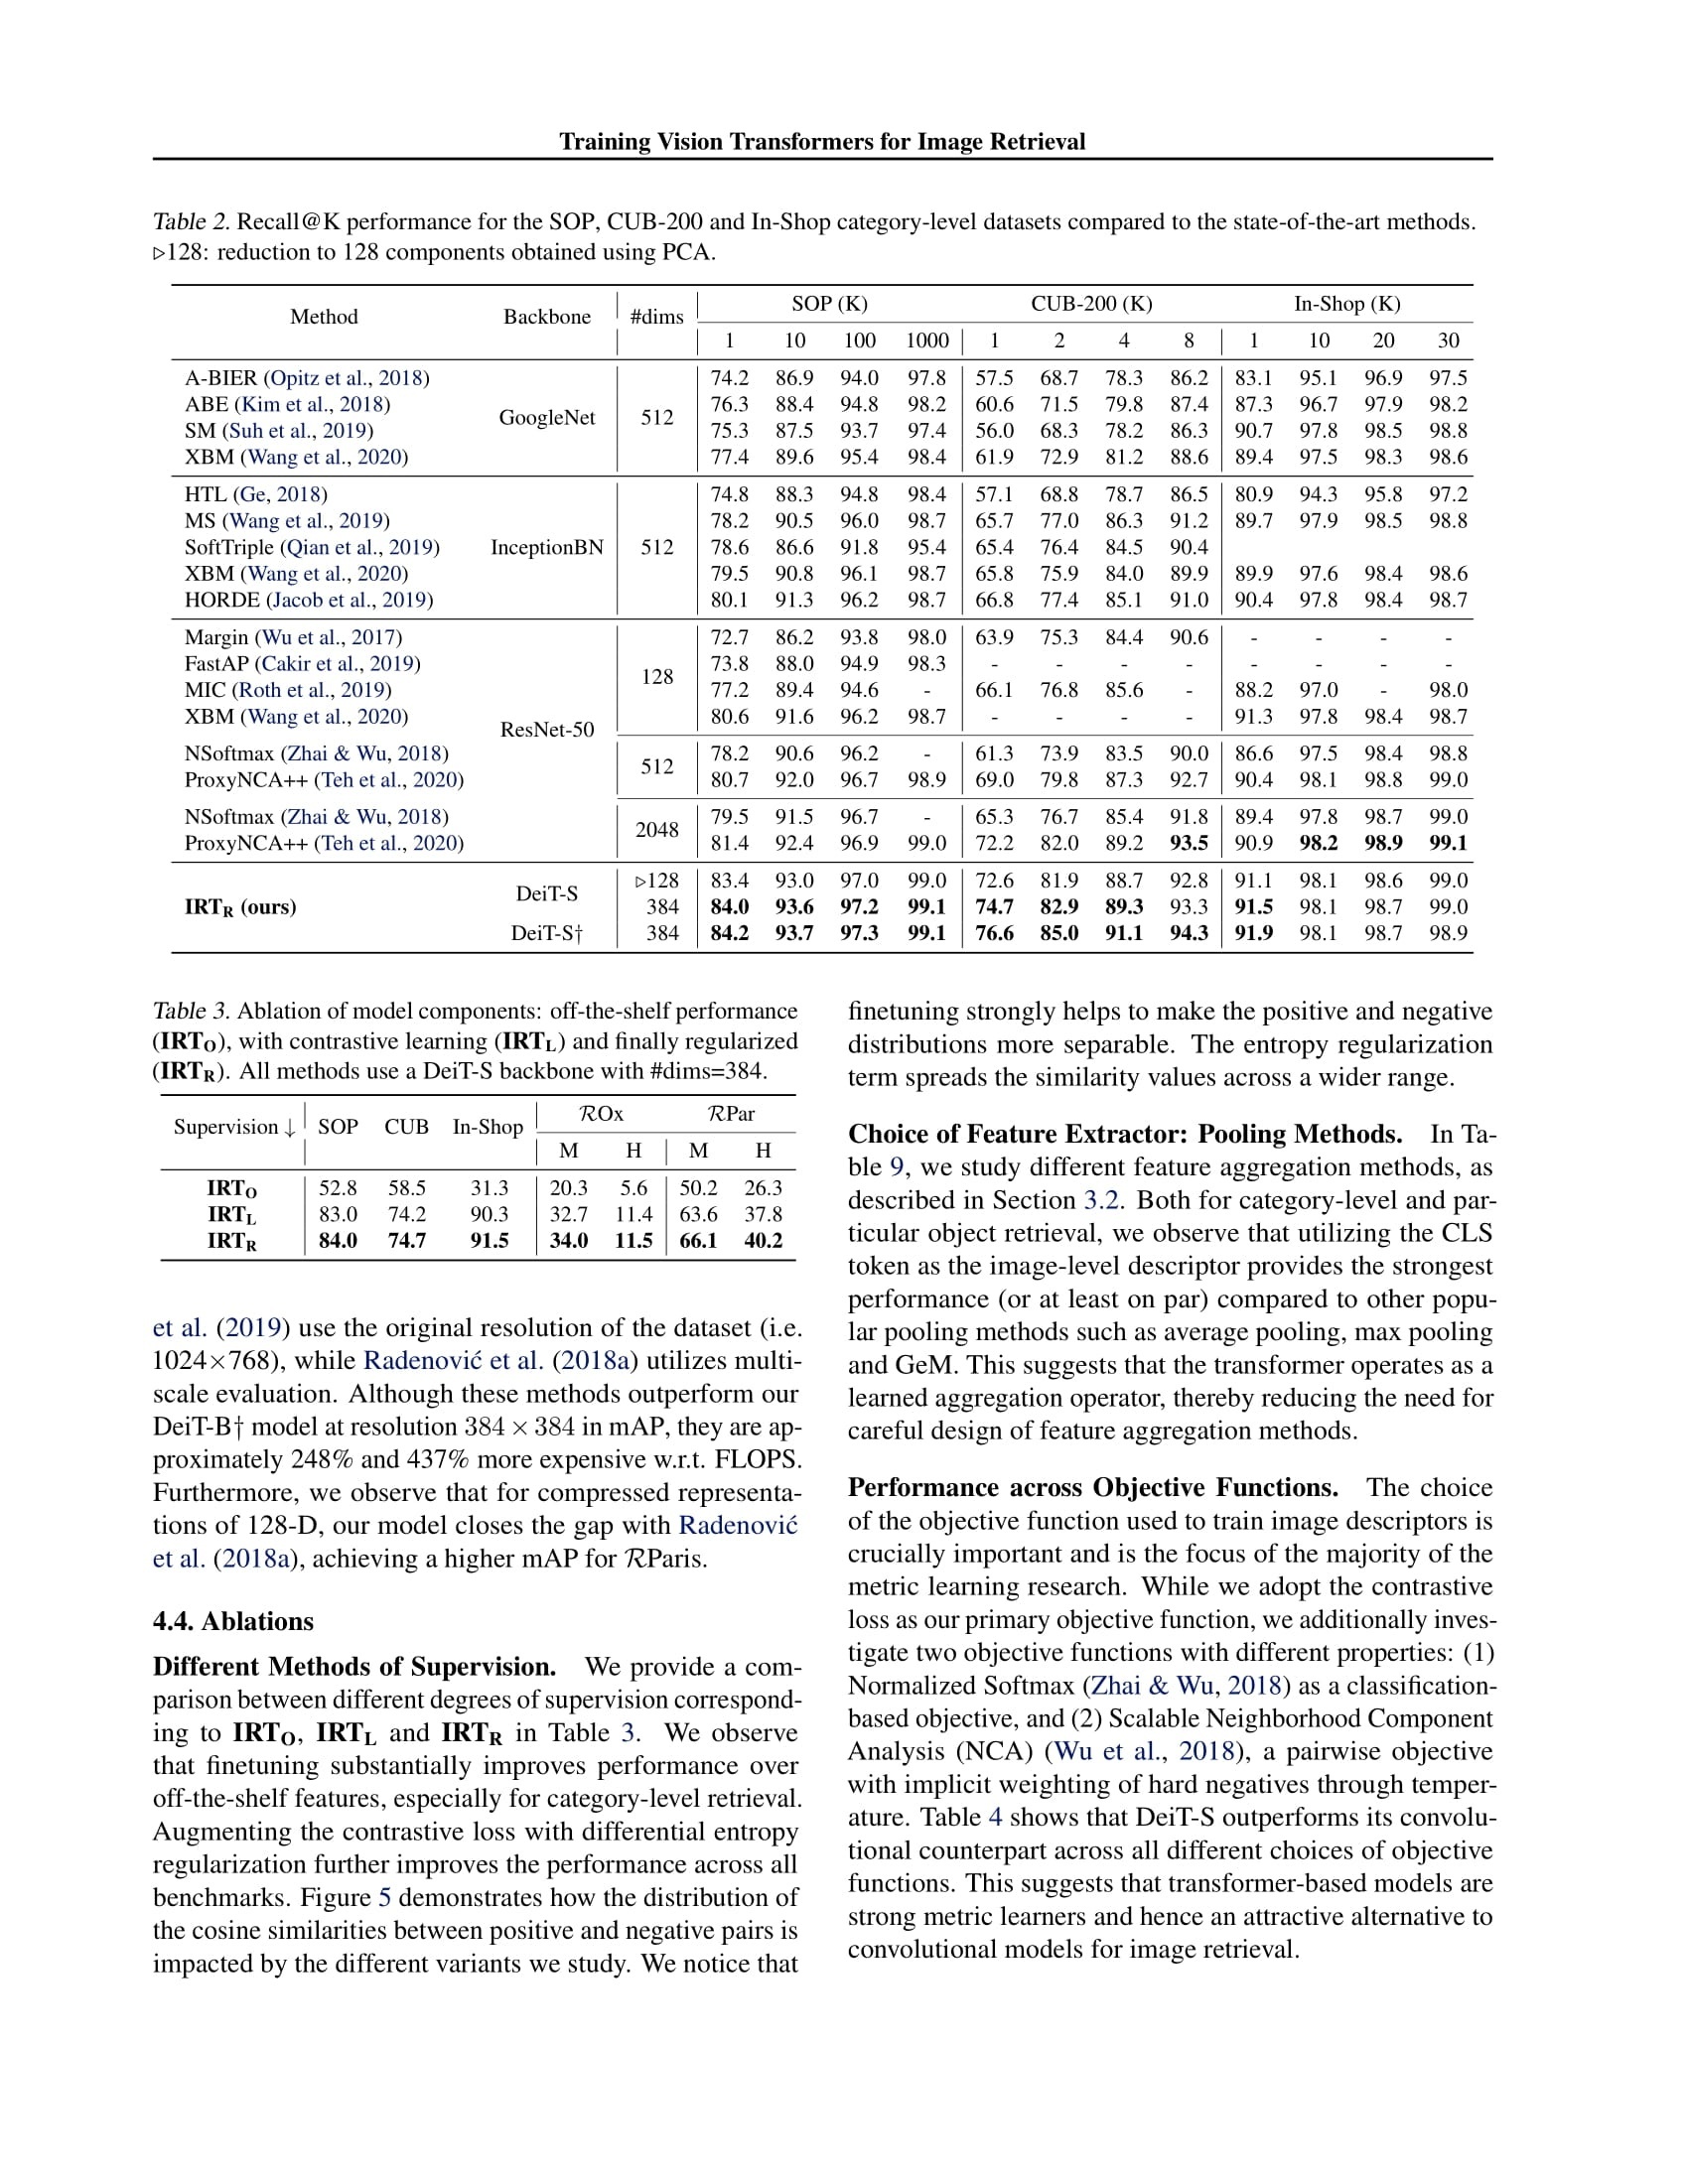 Training Vision Transformers for Image Retrieval
Table 2. Recall@K performance for the SOP, CUB-200 and In-Shop category-level datasets compared to the state-of-the-art methods.
▷128: reduction to 128 components obtained using PCA.
Method Backbone #dims SOP (K) CUB-200 (K) In-Shop (K)
1 10 100 1000 1 2 4 8 1 10 20 30
A-BIER (Opitz et al., 2018) 74.2 86.9 94.0 97.8 57.5 68.7 78.3 86.2 83.1 95.1 96.9 97.5
ABE (Kim et al., 2018) 76.3 88.4 94.8 98.2 60.6 71.5 79.8 87.4 87.3 96.7 97.9 98.2
GoogleNet 512
SM (Suh et al., 2019) 75.3 87.5 93.7 97.4 56.0 68.3 78.2 86.3 90.7 97.8 98.5 98.8
XBM (Wang et al., 2020) 77.4 89.6 95.4 98.4 61.9 72.9 81.2 88.6 89.4 97.5 98.3 98.6
HTL (Ge, 2018) 74.8 88.3 94.8 98.4 57.1 68.8 78.7 86.5 80.9 94.3 95.8 97.2
MS (Wang et al., 2019) 78.2 90.5 96.0 98.7 65.7 77.0 86.3 91.2 89.7 97.9 98.5 98.8
SoftTriple (Qian et al., 2019) InceptionBN 512 78.6 86.6 91.8 95.4 65.4 76.4 84.5 90.4
XBM (Wang et al., 2020) 79.5 90.8 96.1 98.7 65.8 75.9 84.0 89.9 89.9 97.6 98.4 98.6
HORDE (Jacob et al., 2019) 80.1 91.3 96.2 98.7 66.8 77.4 85.1 91.0 90.4 97.8 98.4 98.7
Margin (Wu et al., 2017) 72.7 86.2 93.8 98.0 63.9 75.3 84.4 90.6 - - - -
FastAP (Cakir et al., 2019) 73.8 88.0 94.9 98.3 - - - - - - - -
128
MIC (Roth et al., 2019) 77.2 89.4 94.6 - 66.1 76.8 85.6 - 88.2 97.0 - 98.0
XBM (Wang et al., 2020) 80.6 91.6 96.2 98.7 - - - - 91.3 97.8 98.4 98.7
ResNet-50
NSoftmax (Zhai & Wu, 2018) 78.2 90.6 96.2 - 61.3 73.9 83.5 90.0 86.6 97.5 98.4 98.8
512
ProxyNCA++ (Teh et al., 2020) 80.7 92.0 96.7 98.9 69.0 79.8 87.3 92.7 90.4 98.1 98.8 99.0
NSoftmax (Zhai & Wu, 2018) 79.5 91.5 96.7 - 65.3 76.7 85.4 91.8 89.4 97.8 98.7 99.0
2048
ProxyNCA++ (Teh et al., 2020) 81.4 92.4 96.9 99.0 72.2 82.0 89.2 93.5 90.9 98.2 98.9 99.1
▷128 83.4 93.0 97.0 99.0 72.6 81.9 88.7 92.8 91.1 98.1 98.6 99.0
DeiT-S
IRTR (ours) 384 84.0 93.6 97.2 99.1 74.7 82.9 89.3 93.3 91.5 98.1 98.7 99.0
DeiT-S† 384 84.2 93.7 97.3 99.1 76.6 85.0 91.1 94.3 91.9 98.1 98.7 98.9
Table 3. Ablation of model components: off-the-shelf performance
(IRTO), with contrastive learning (IRTL) and finally regularized
(IRTR). All methods use a DeiT-S backbone with #dims=384.
Supervision ↓ SOP CUB In-Shop ROx RPar
M H M H
IRTO 52.8 58.5 31.3 20.3 5.6 50.2 26.3
IRTL 83.0 74.2 90.3 32.7 11.4 63.6 37.8
IRTR 84.0 74.7 91.5 34.0 11.5 66.1 40.2
et al. (2019) use the original resolution of the dataset (i.e.
1024×768), while Radenović et al. (2018a) utilizes multi-
scale evaluation. Although these methods outperform our
DeiT-B† model at resolution 384 × 384 in mAP, they are ap-
proximately 248% and 437% more expensive w.r.t. FLOPS.
Furthermore, we observe that for compressed representa-
tions of 128-D, our model closes the gap with Radenović
et al. (2018a), achieving a higher mAP for RParis.
4.4. Ablations
Different Methods of Supervision. We provide a com-
parison between different degrees of supervision correspond-
ing to IRTO, IRTL and IRTR in Table 3. We observe
that finetuning substantially improves performance over
off-the-shelf features, especially for category-level retrieval.
Augmenting the contrastive loss with differential entropy
regularization further improves the performance across all
benchmarks. Figure 5 demonstrates how the distribution of
the cosine similarities between positive and negative pairs is
impacted by the different variants we study. We notice that
finetuning strongly helps to make the positive and negative
distributions more separable. The entropy regularization
term spreads the similarity values across a wider range.
Choice of Feature Extractor: Pooling Methods. In Ta-
ble 9, we study different feature aggregation methods, as
described in Section 3.2. Both for category-level and par-
ticular object retrieval, we observe that utilizing the CLS
token as the image-level descriptor provides the strongest
performance (or at least on par) compared to other popu-
lar pooling methods such as average pooling, max pooling
and GeM. This suggests that the transformer operates as a
learned aggregation operator, thereby reducing the need for
careful design of feature aggregation methods.
Performance across Objective Functions. The choice
of the objective function used to train image descriptors is
crucially important and is the focus of the majority of the
metric learning research. While we adopt the contrastive
loss as our primary objective function, we additionally inves-
tigate two objective functions with different properties: (1)
Normalized Softmax (Zhai & Wu, 2018) as a classification-
based objective, and (2) Scalable Neighborhood Component
Analysis (NCA) (Wu et al., 2018), a pairwise objective
with implicit weighting of hard negatives through temper-
ature. Table 4 shows that DeiT-S outperforms its convolu-
tional counterpart across all different choices of objective
functions. This suggests that transformer-based models are
strong metric learners and hence an attractive alternative to
convolutional models for image retrieval.